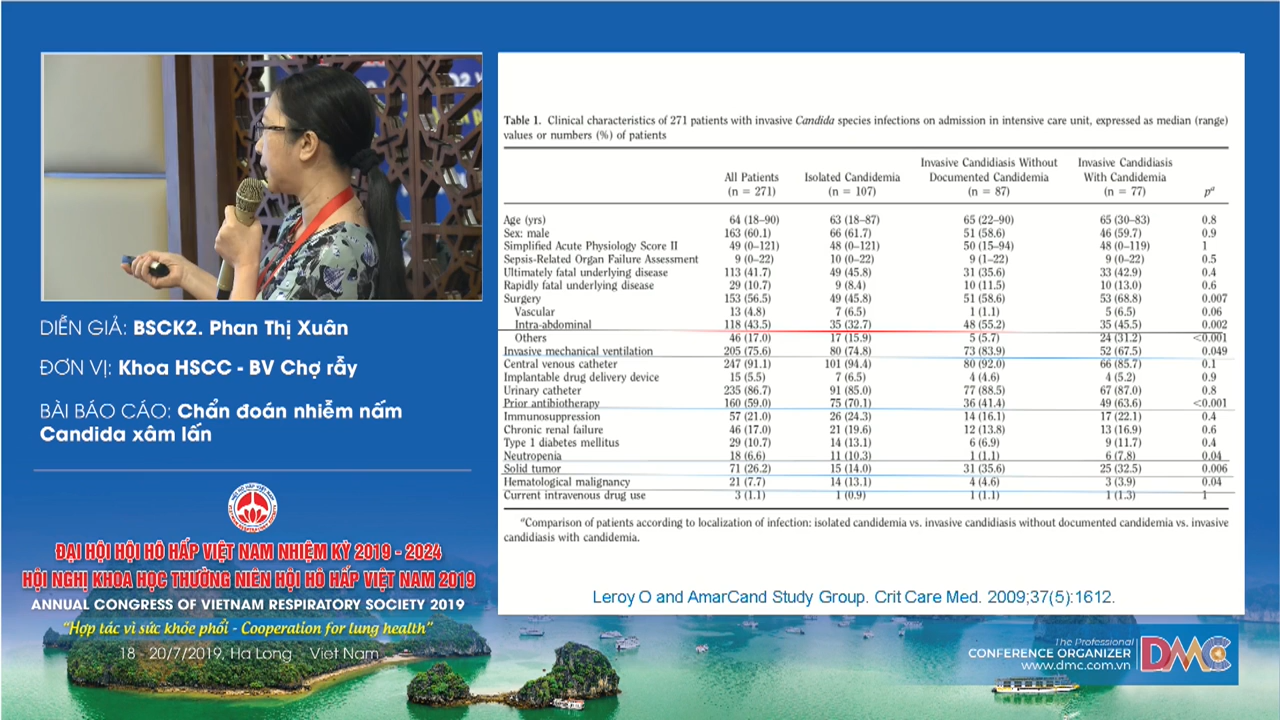 DIỄN GIẢ: BSCK2. Phan Thị Xuân
ĐƠN VỊ: Khoa HSCC - BV Chợ rẫy
BÀI BÁO CÁO: Chẩn đoán nhiễm nấm
Candida xâm lấn
ĐẠI HỘI HỘI HÔ HẤP VIỆT NAM NHIỆM KỲ 2019 - 2024
HỘI NGHỊ KHOA HỌC THƯỜNG NIÊN HỘI HÔ HẤP VIỆT NAM 2019
ANNUAL CONGRESS OF VIETNAM RESPIRATORY SOCIETY 2019
"Hợp tác vì sức khỏe phổi - Cooperation for lung health"
18 - 20/7/2019, Ha Long - Viet Nam
Table 1. Clinical characteristics of 271 patients with invasive Candida species infections on admission in intensive care unit, expressed as median (range)
values or numbers (%) of patients
Invasive Candidiasis Without Invasive Candidiasis
All Patients Isolated Candidemia Documented Candidemia With Candidemia
(n = 271) (n = 107) (n = 87) (n = 77) pa
Age (yrs) 64 (18–90) 63 (18–87) 65 (22–90) 65 (30–83) 0.8
Sex: male 163 (60.1) 66 (61.7) 51 (58.6) 46 (59.7) 0.9
Simplified Acute Physiology Score II 49 (0–121) 48 (0–121) 50 (15–94) 48 (0–119) 1
Sepsis-Related Organ Failure Assessment 9 (0–22) 10 (0–22) 9 (1–22) 9 (0–22) 0.5
Ultimately fatal underlying disease 113 (41.7) 49 (45.8) 31 (35.6) 33 (42.9) 0.4
Rapidly fatal underlying disease 29 (10.7) 9 (8.4) 10 (11.5) 10 (13.0) 0.6
Surgery 153 (56.5) 49 (45.8) 51 (58.6) 53 (68.8) 0.007
Vascular 13 (4.8) 7 (6.5) 1 (1.1) 5 (6.5) 0.06
Intra-abdominal 118 (43.5) 35 (32.7) 48 (55.2) 35 (45.5) 0.002
Others 46 (17.0) 17 (15.9) 5 (5.7) 24 (31.2) <0.001
Invasive mechanical ventilation 205 (75.6) 80 (74.8) 73 (83.9) 52 (67.5) 0.049
Central venous catheter 247 (91.1) 101 (94.4) 80 (92.0) 66 (85.7) 0.1
Implantable drug delivery device 15 (5.5) 7 (6.5) 4 (4.6) 4 (5.2) 0.9
Urinary catheter 235 (86.7) 91 (85.0) 77 (88.5) 67 (87.0) 0.8
Prior antibiotherapy 160 (59.0) 75 (70.1) 36 (41.4) 49 (63.6) <0.001
Immunosuppression 57 (21.0) 26 (24.3) 14 (16.1) 17 (22.1) 0.4
Chronic renal failure 46 (17.0) 21 (19.6) 12 (13.8) 13 (16.9) 0.6
Type 1 diabetes mellitus 29 (10.7) 14 (13.1) 6 (6.9) 9 (11.7) 0.4
Neutropenia 18 (6.6) 11 (10.3) 1 (1.1) 6 (7.8) 0.04
Solid tumor 71 (26.2) 15 (14.0) 31 (35.6) 25 (32.5) 0.006
Hematological malignancy 21 (7.7) 14 (13.1) 4 (4.6) 3 (3.9) 0.04
Current intravenous drug use 3 (1.1) 1 (0.9) 1 (1.1) 1 (1.3) 1
aComparison of patients according to localization of infection: isolated candidemia vs. invasive candidiasis without documented candidemia vs. invasive
candidiasis with candidemia.
Leroy O and AmarCand Study Group. Crit Care Med. 2009;37(5):1612.
The Professional
CONFERENCE ORGANIZER
www.dmc.com.vn
DMC